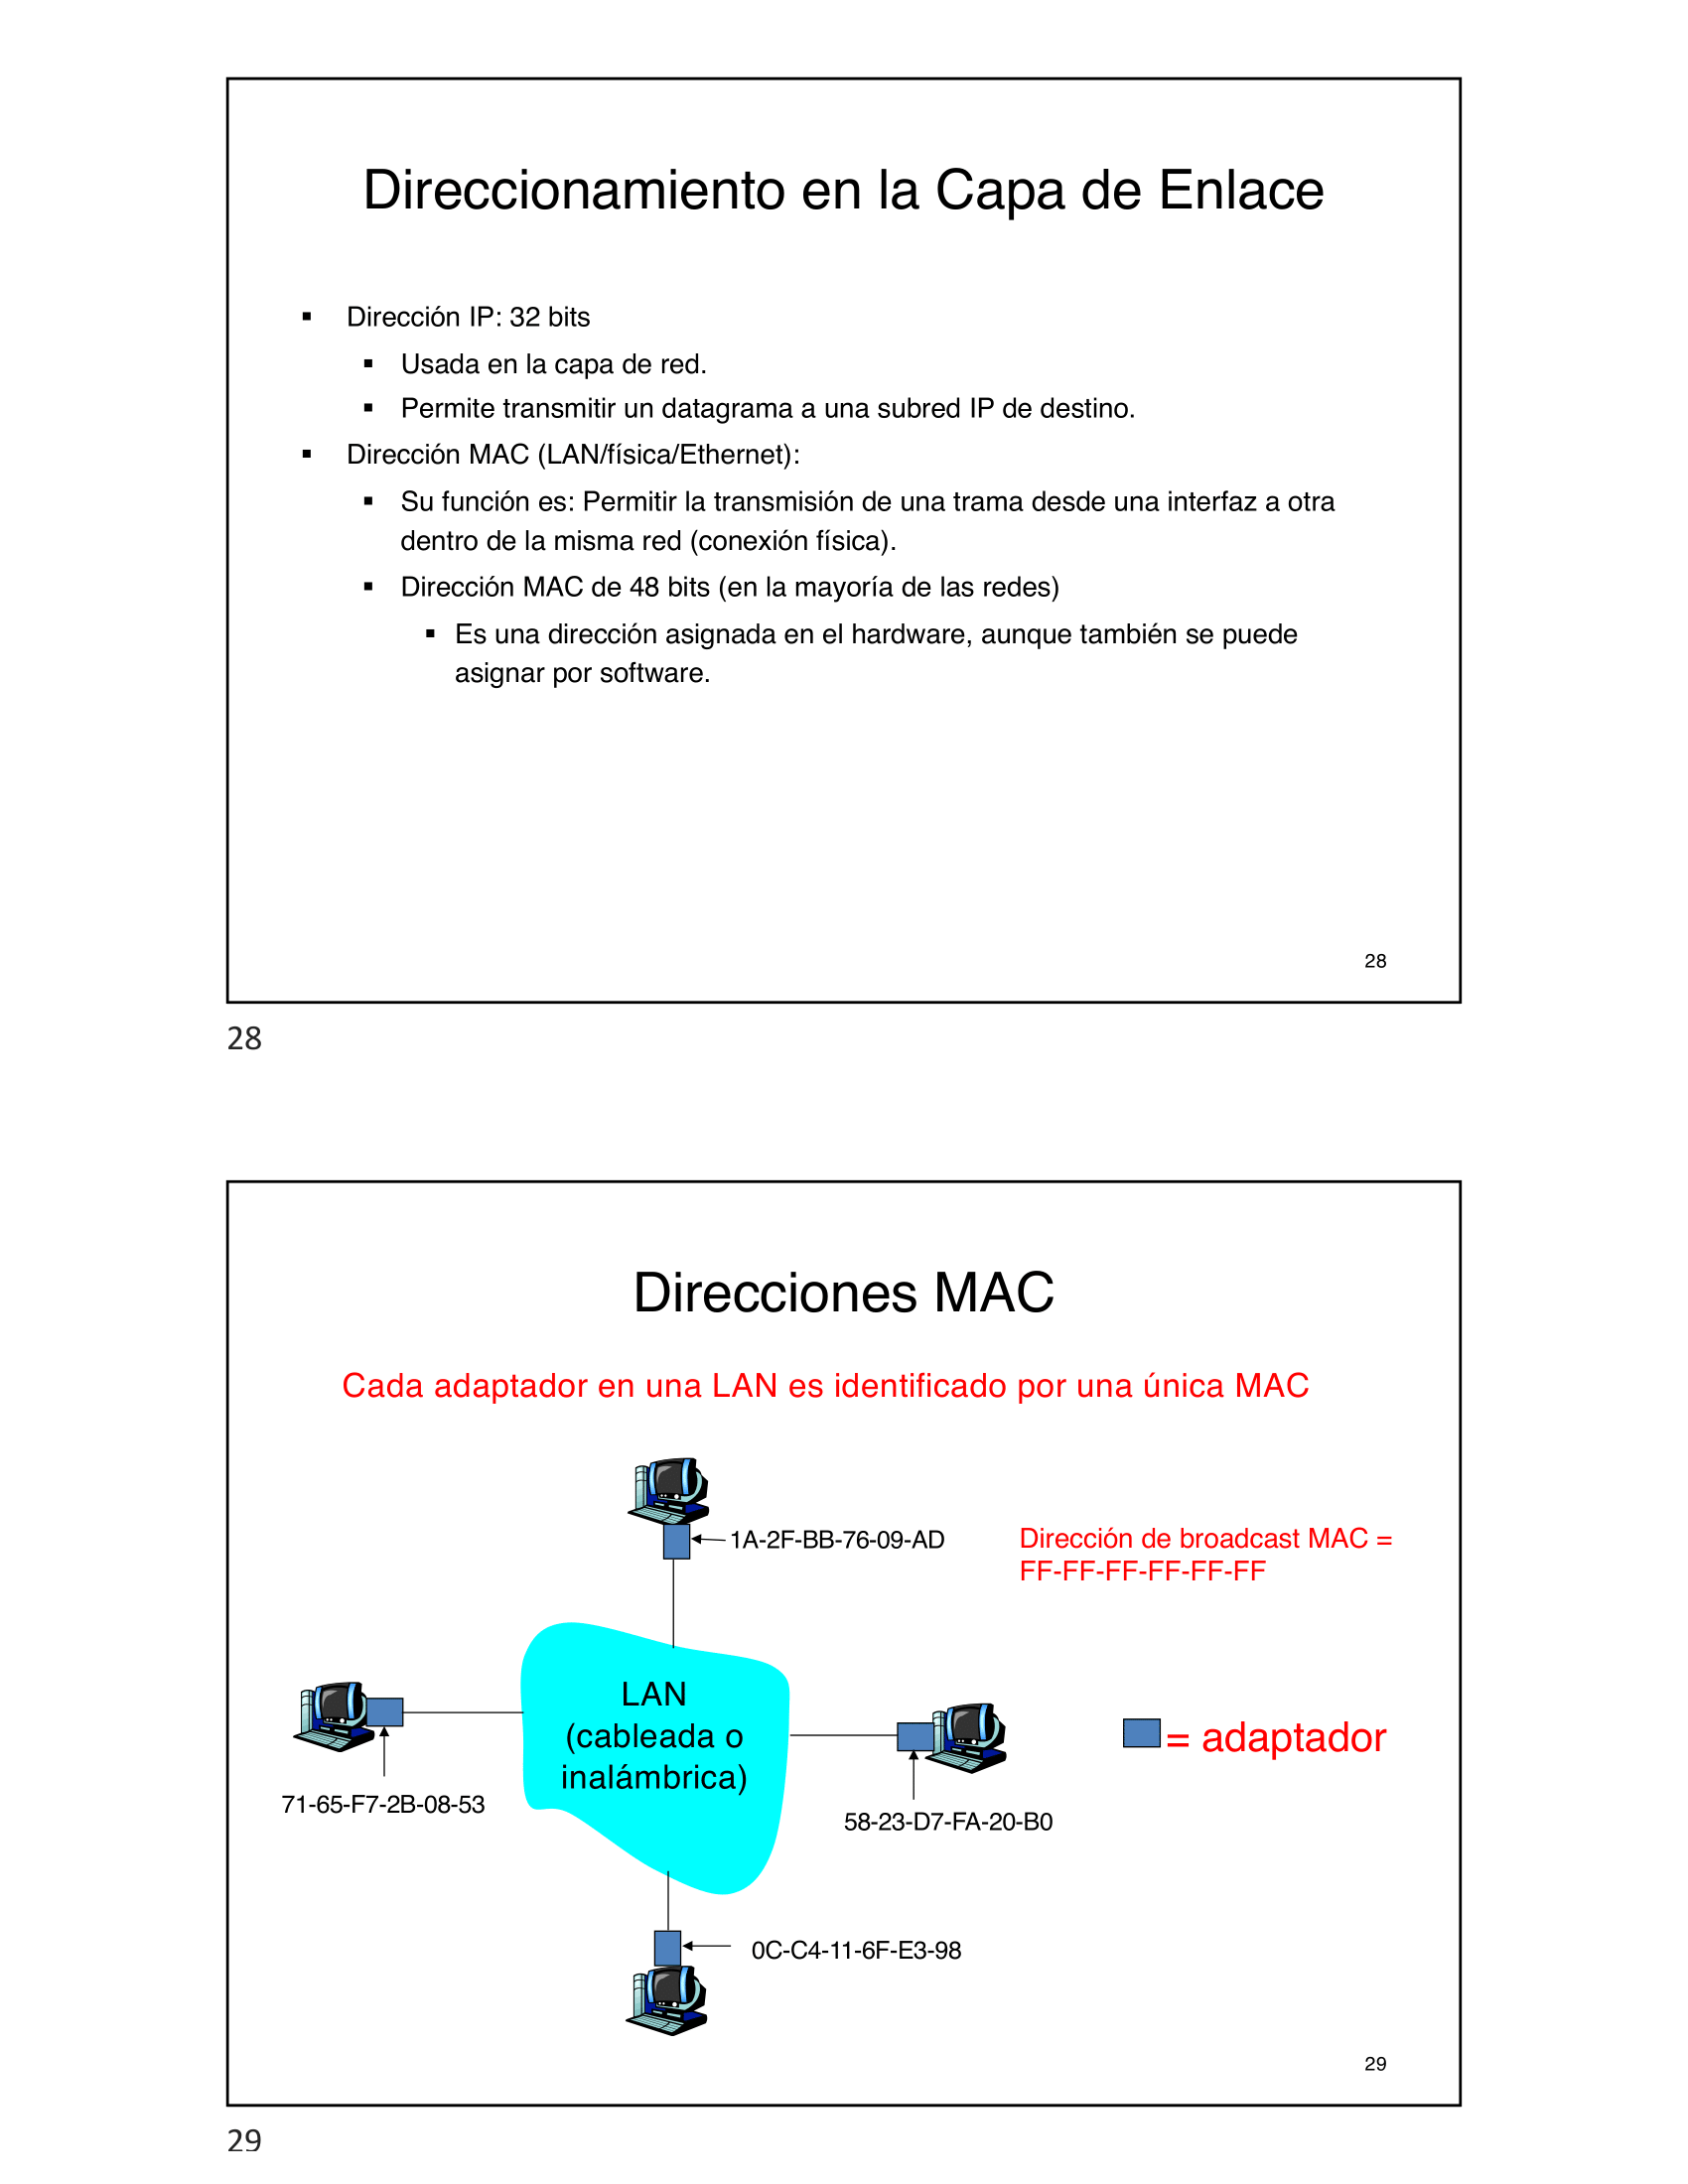 Direccionamiento en la Capa de Enlace
▪ Dirección IP: 32 bits
▪ Usada en la capa de red.
▪ Permite transmitir un datagrama a una subred IP de destino.
▪ Dirección MAC (LAN/física/Ethernet):
▪ Su función es: Permitir la transmisión de una trama desde una interfaz a otra
dentro de la misma red (conexión física).
▪ Dirección MAC de 48 bits (en la mayoría de las redes)
▪ Es una dirección asignada en el hardware, aunque también se puede
asignar por software.
28
28
Direcciones MAC
Cada adaptador en una LAN es identificado por una única MAC
1A-2F-BB-76-09-AD
Dirección de broadcast MAC =
FF-FF-FF-FF-FF-FF
LAN
(cableada o
inalámbrica)
= adaptador
71-65-F7-2B-08-53
58-23-D7-FA-20-B0
0C-C4-11-6F-E3-98
29
29